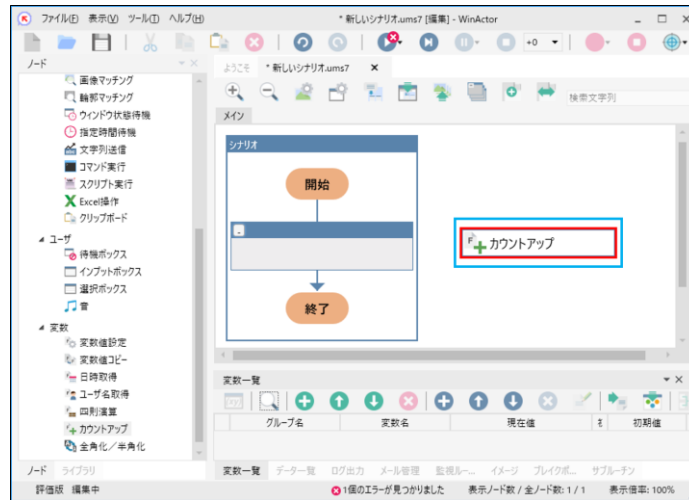 * 新しいシナリオ.ums7 [編集] - WinActor
ファイル(F) 表示(V) ツール(T) ヘルプ(H)
+0
ノード
ようこそ * 新しいシナリオ.ums7
検索文字列
画像マッチング
輪郭マッチング
ウィンドウ状態待機
指定時間待機
文字列送信
コマンド実行
スクリプト実行
Excel操作
クリップボード
ユーザ
待機ボックス
インプットボックス
選択ボックス
音
変数
変数値設定
変数値コピー
日時取得
ユーザ名取得
四則演算
カウントアップ
全角化/半角化
ノード ライブラリ
メイン
シナリオ
開始
終了
カウントアップ
変数一覧
グループ名 変数名 現在値 初期値
変数一覧 データ一覧 ログ出力 メール管理 監視ルー... イメージ ブレイクポ... サブルーチン
評価版 編集中 1個のエラーが見つかりました 表示ノード数 / 全ノード数: 1 / 1 表示倍率: 100%